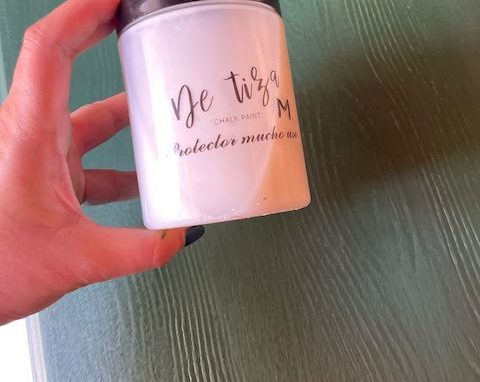 De tiza
CHALK PAINT
M
Protector mucho uso